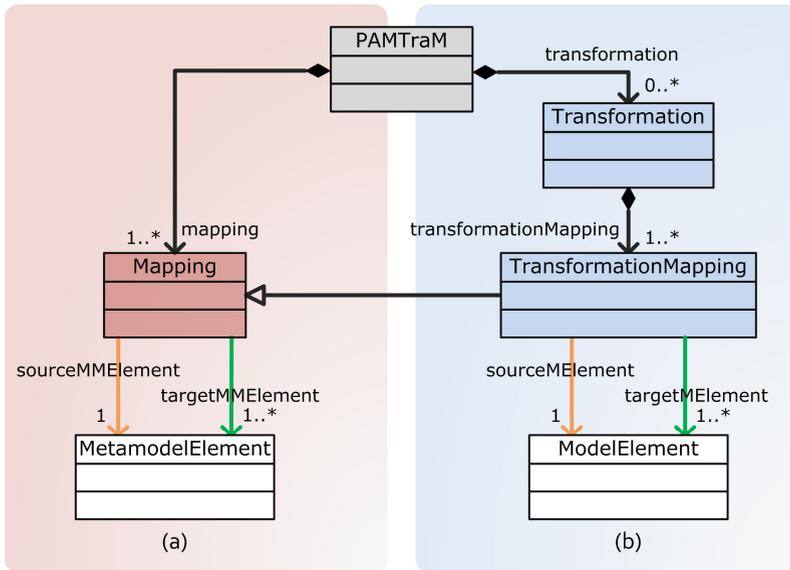 PAMTraM
transformation
0..*
Transformation
1..*
mapping
transformationMapping
1..*
Mapping
TransformationMapping
sourceMMElement
sourceMElement
targetMMElement
targetMElement
1
1..*
1
1..*
MetamodelElement
ModelElement
(a)
(b)